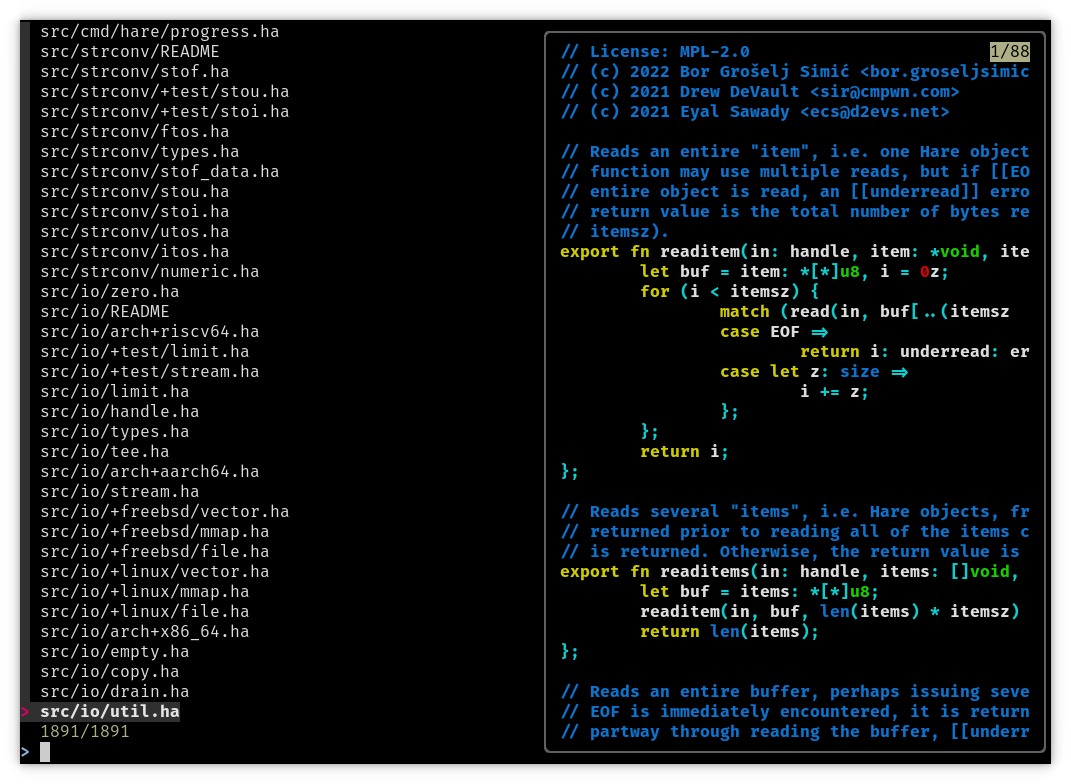 src/cmd/hare/progress.ha
src/strconv/README
src/strconv/stof.ha
src/strconv/+test/stou.ha
src/strconv/+test/stoi.ha
src/strconv/ftos.ha
src/strconv/types.ha
src/strconv/stof_data.ha
src/strconv/stou.ha
src/strconv/stoi.ha
src/strconv/utos.ha
src/strconv/itos.ha
src/strconv/numeric.ha
src/io/zero.ha
src/io/README
src/io/arch+riscv64.ha
src/io/+test/limit.ha
src/io/+test/stream.ha
src/io/limit.ha
src/io/handle.ha
src/io/types.ha
src/io/tee.ha
src/io/arch+aarch64.ha
src/io/stream.ha
src/io/+freebsd/vector.ha
src/io/+freebsd/mmap.ha
src/io/+freebsd/file.ha
src/io/+linux/vector.ha
src/io/+linux/mmap.ha
src/io/+linux/file.ha
src/io/arch+x86_64.ha
src/io/empty.ha
src/io/copy.ha
src/io/drain.ha
> src/io/util.ha
1891/1891
>
// License: MPL-2.0 1/88
// (c) 2022 Bor Grošelj Simić <bor.groseljsimic
// (c) 2021 Drew DeVault <sir@cmpwn.com>
// (c) 2021 Eyal Sawady <ecs@d2evs.net>
// Reads an entire "item", i.e. one Hare object
// function may use multiple reads, but if [[EO
// entire object is read, an [[underread]] erro
// return value is the total number of bytes re
// itemsz).
export fn readitem(in: handle, item: *void, ite
let buf = item: *[*]u8, i = 0z;
for (i < itemsz) {
match (read(in, buf[..(itemsz
case EOF =>
return i: underread: er
case let z: size =>
i += z;
};
};
return i;
};
// Reads several "items", i.e. Hare objects, fr
// returned prior to reading all of the items c
// is returned. Otherwise, the return value is
export fn readitems(in: handle, items: []void,
let buf = items: *[*]u8;
readitem(in, buf, len(items) * itemsz)
return len(items);
};
// Reads an entire buffer, perhaps issuing seve
// EOF is immediately encountered, it is return
// partway through reading the buffer, [[underr